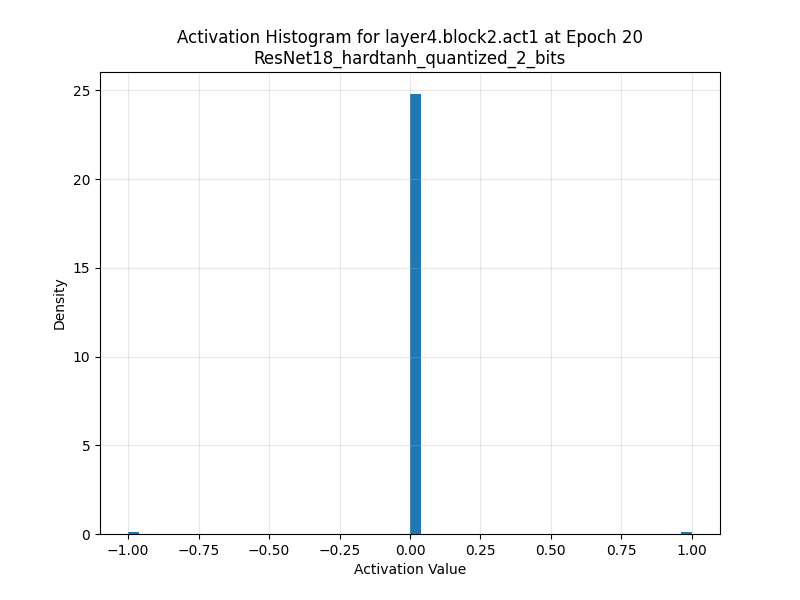 Activation Histogram for layer4.block2.act1 at Epoch 20
ResNet18_hardtanh_quantized_2_bits
25
20
15
10
5
0
Density
−1.00 −0.75 −0.50 −0.25 0.00 0.25 0.50 0.75 1.00
Activation Value